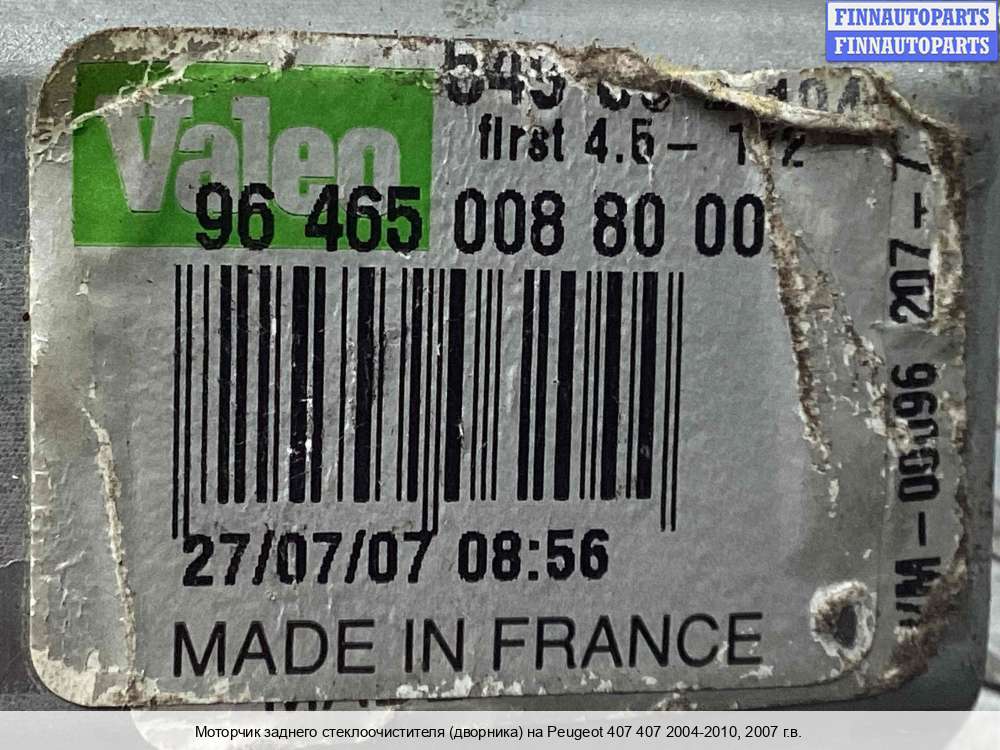 FINNAUTOPARTS
FINNAUTOPARTS
Valeo
first 4.5 -
96 465 008 80 00
27/07/07 08:56
MADE IN FRANCE
207-
Моторчик заднего стеклоочистителя (дворника) на Peugeot 407 407 2004-2010, 2007 г.в.